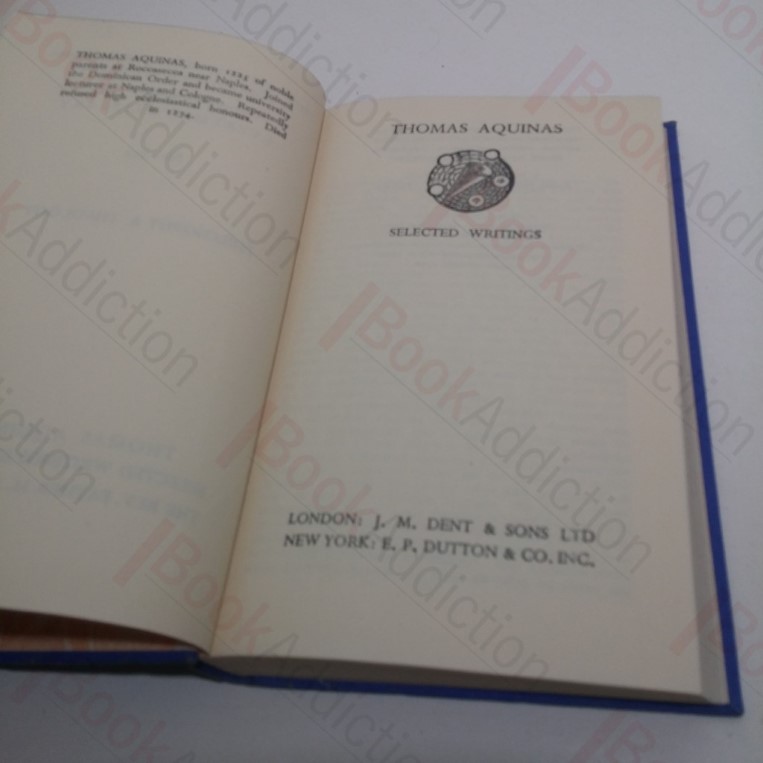 THOMAS AQUINAS, born 1225 of noble
parents at Roccasecca near Naples. Joined
the Dominican Order and became university
lecturer at Naples and Cologne. Repeatedly
refused high ecclesiastical honours. Died
in 1274.
THOMAS AQUINAS
SELECTED WRITINGS
LONDON: J. M. DENT & SONS LTD
NEW YORK: E. P. DUTTON & CO. INC.
BookAddiction